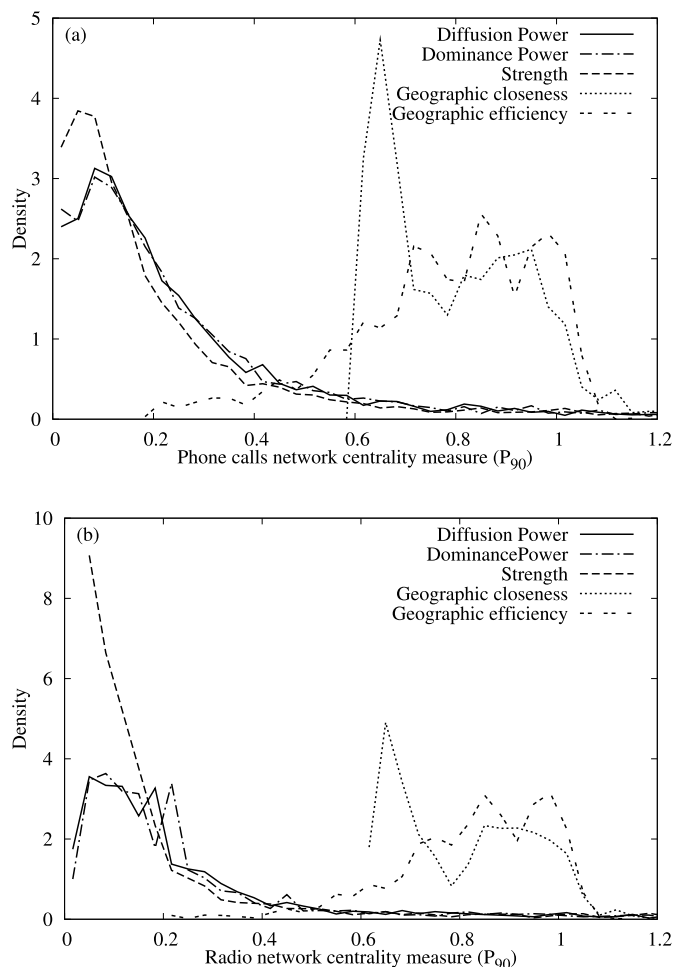 (a)
Diffusion Power
Dominance Power
Strength
Geographic closeness
Geographic efficiency
5
4
3
2
1
0
Density
0 0.2 0.4 0.6 0.8 1 1.2
Phone calls network centrality measure (P90)
(b)
Diffusion Power
DominancePower
Strength
Geographic closeness
Geographic efficiency
10
8
6
4
2
0
Density
0 0.2 0.4 0.6 0.8 1 1.2
Radio network centrality measure (P90)